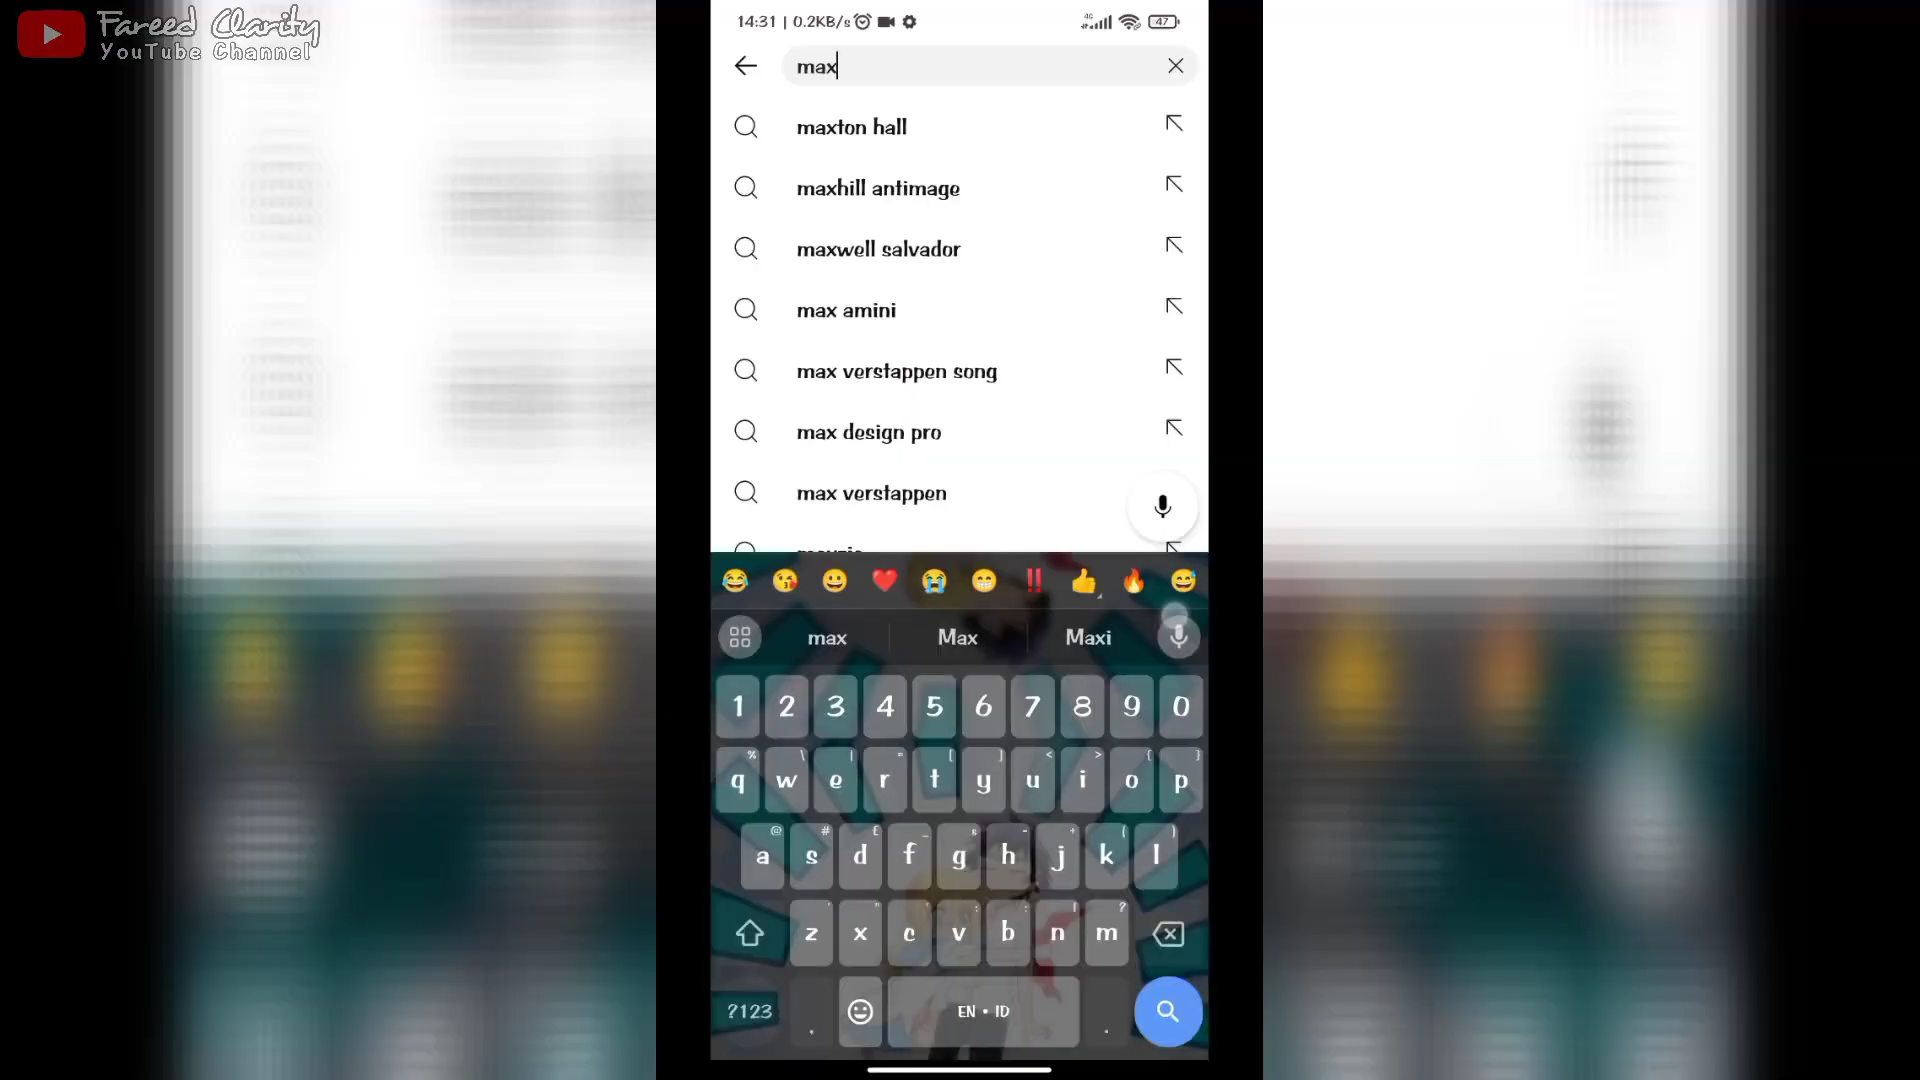 Fareed Clarity
YouTube Channel
14:31 | 0.2KB/s
4G
47
max
maxton hall
maxhill antimage
maxwell salvador
max amini
max verstappen song
max design pro
max verstappen
max Max Maxi
1 2 3 4 5 6 7 8 9 0
q w e r t y u i o p
a s d f g h j k l
z x c v b n m
?123 , EN • ID .